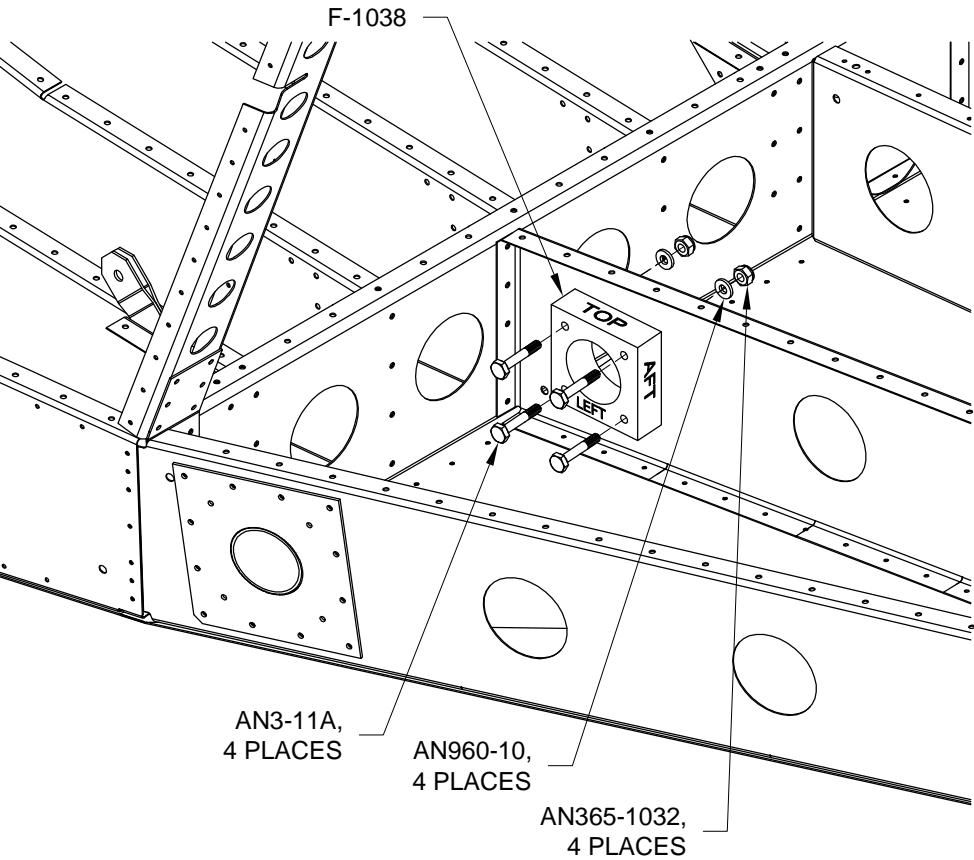 F-1038
TOP
AFT
LEFT
AN3-11A,
4 PLACES
AN960-10,
4 PLACES
AN365-1032,
4 PLACES